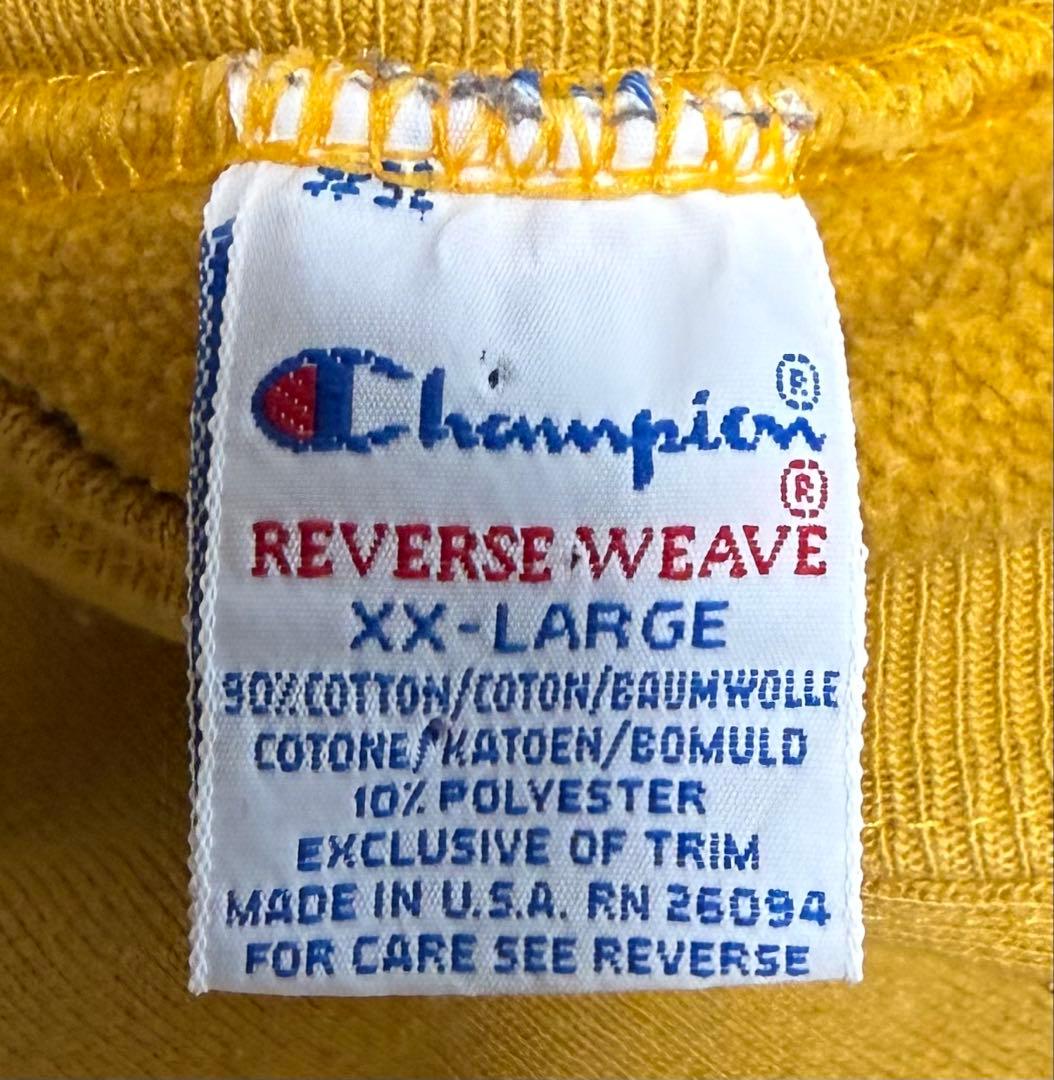 Champion®
®
REVERSE WEAVE
XX-LARGE
90% COTTON/COTON/BAUMWOLLE
COTONE/KATOEN/BOMULD
10% POLYESTER
EXCLUSIVE OF TRIM
MADE IN U.S.A. RN 26094
FOR CARE SEE REVERSE